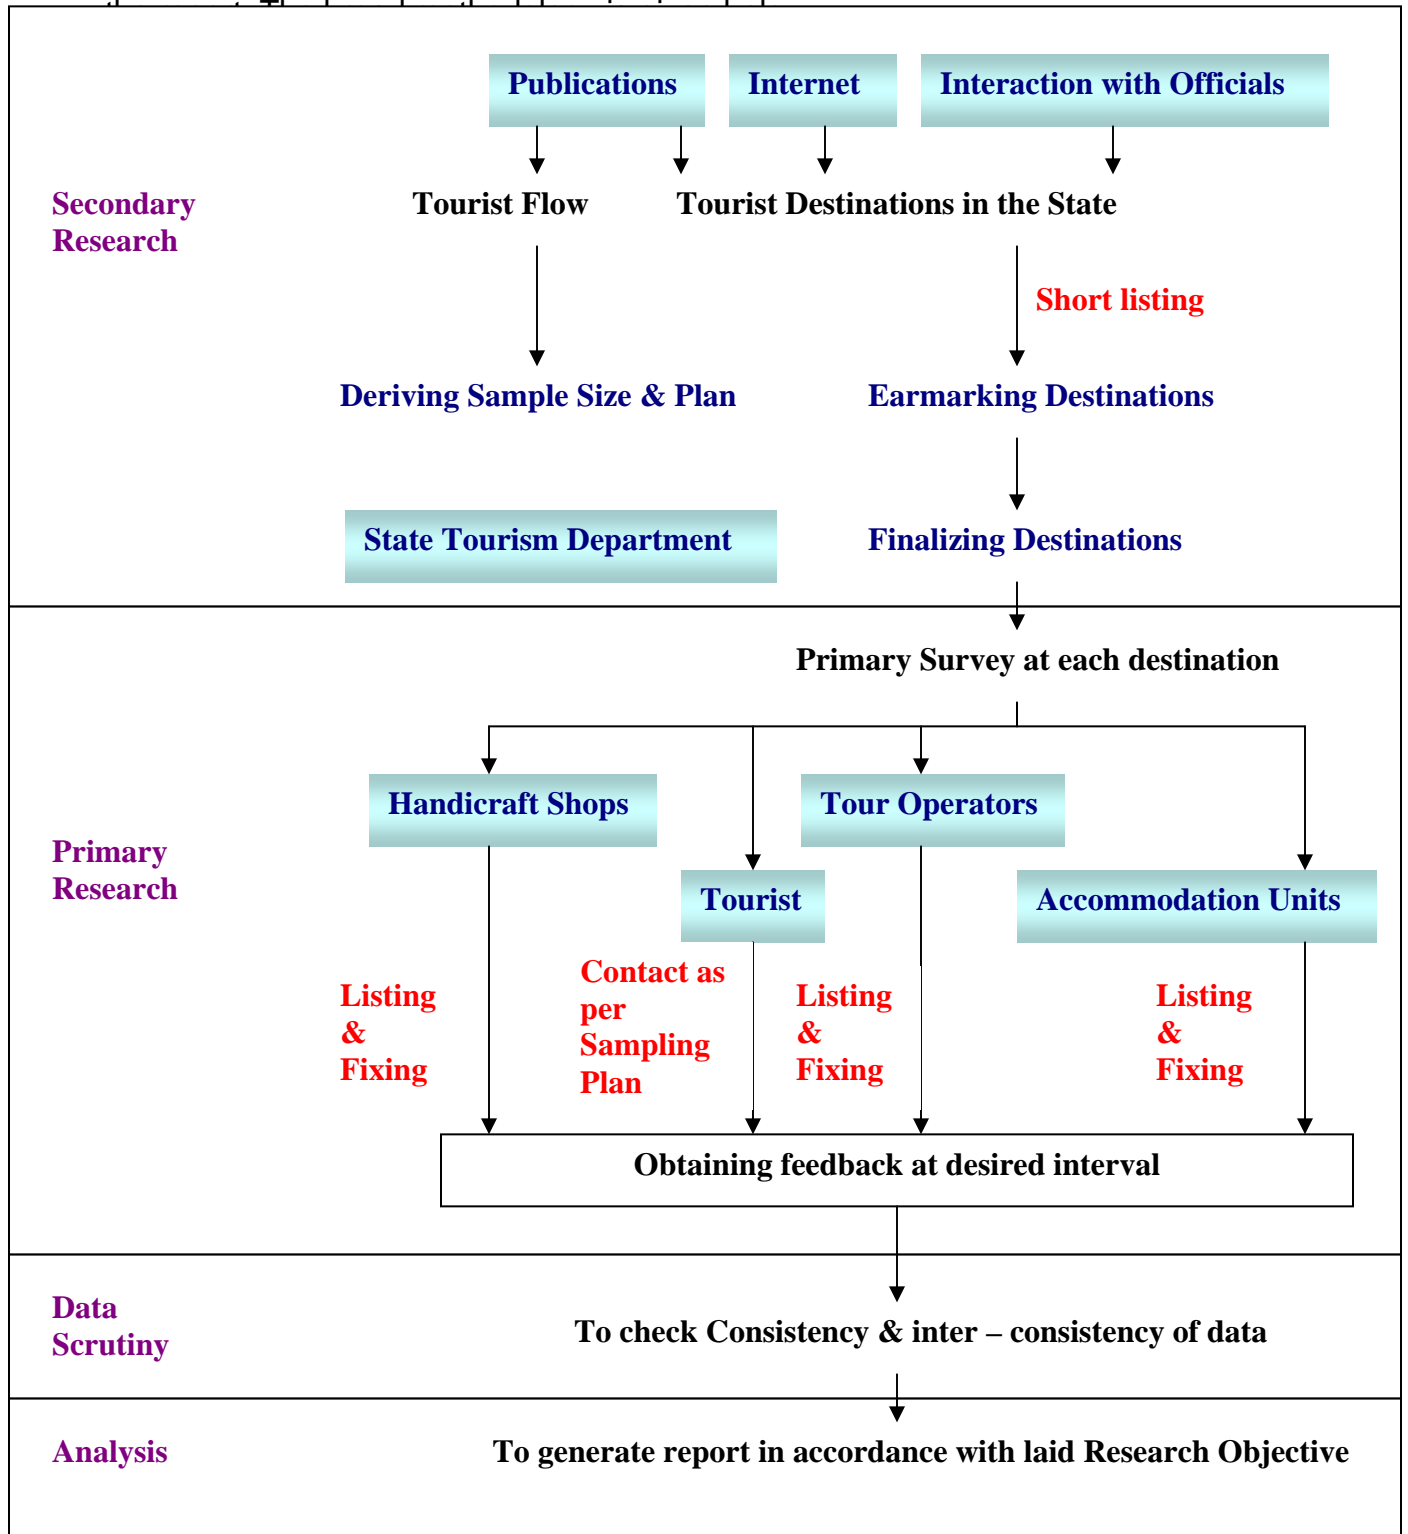 Publications
Internet
Interaction with Officials
Secondary
Research
Tourist Flow
Tourist Destinations in the State
Short listing
Deriving Sample Size & Plan
Earmarking Destinations
State Tourism Department
Finalizing Destinations
Primary Survey at each destination
Primary
Research
Handicraft Shops
Tour Operators
Tourist
Accommodation Units
Listing
&
Fixing
Contact as
per
Sampling
Plan
Listing
&
Fixing
Listing
&
Fixing
Obtaining feedback at desired interval
Data
Scrutiny
To check Consistency & inter – consistency of data
Analysis
To generate report in accordance with laid Research Objective